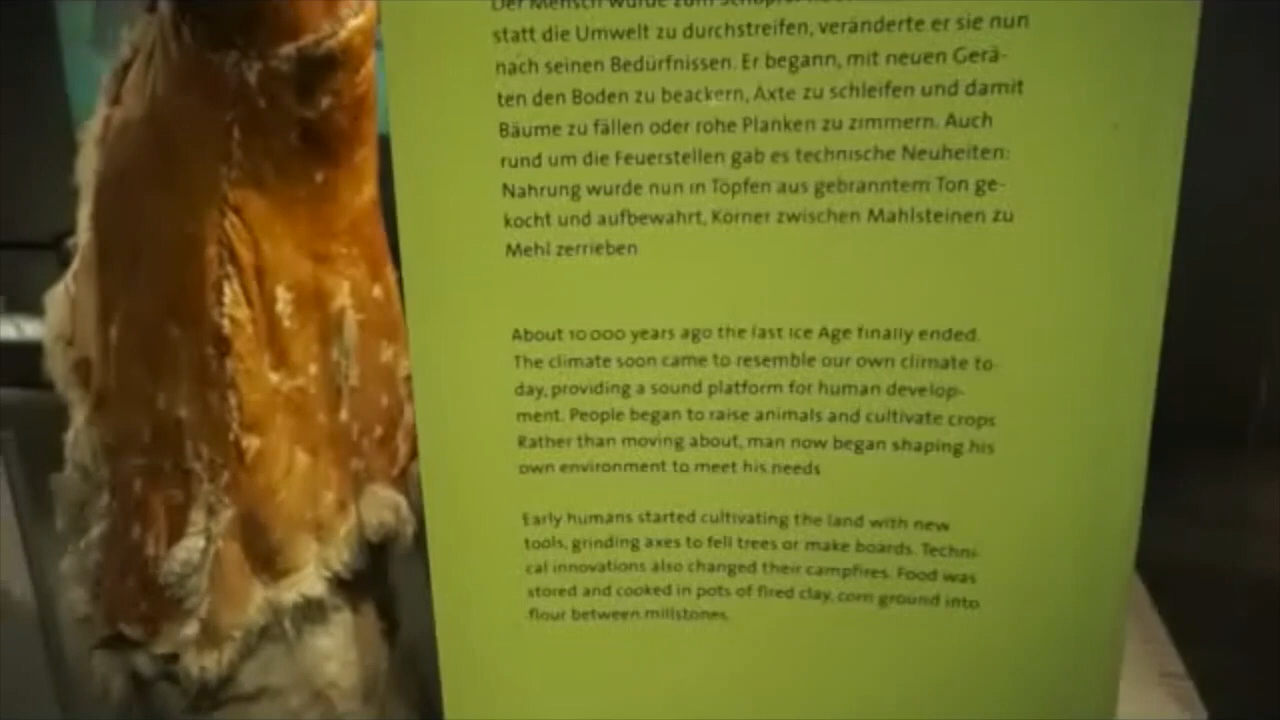 Der Mensch wurde zum
statt die Umwelt zu durchstreifen, veränderte er sie nun
nach seinen Bedürfnissen. Er begann, mit neuen Gerä-
ten den Boden zu beackern, Äxte zu schleifen und damit
Bäume zu fällen oder rohe Planken zu zimmern. Auch
rund um die Feuerstellen gab es technische Neuheiten:
Nahrung wurde nun in Töpfen aus gebranntem Ton ge-
kocht und aufbewahrt, Körner zwischen Mahlsteinen zu
Mehl zerrieben
About 10 000 years ago the last Ice Age finally ended.
The climate soon came to resemble our own climate to-
day, providing a sound platform for human develop-
ment. People began to raise animals and cultivate crops
Rather than moving about, man now began shaping his
own environment to meet his needs
Early humans started cultivating the land with new
tools, grinding axes to fell trees or make boards. Techni-
cal innovations also changed their campfires. Food was
stored and cooked in pots of fired clay, corn ground into
flour between millstones.